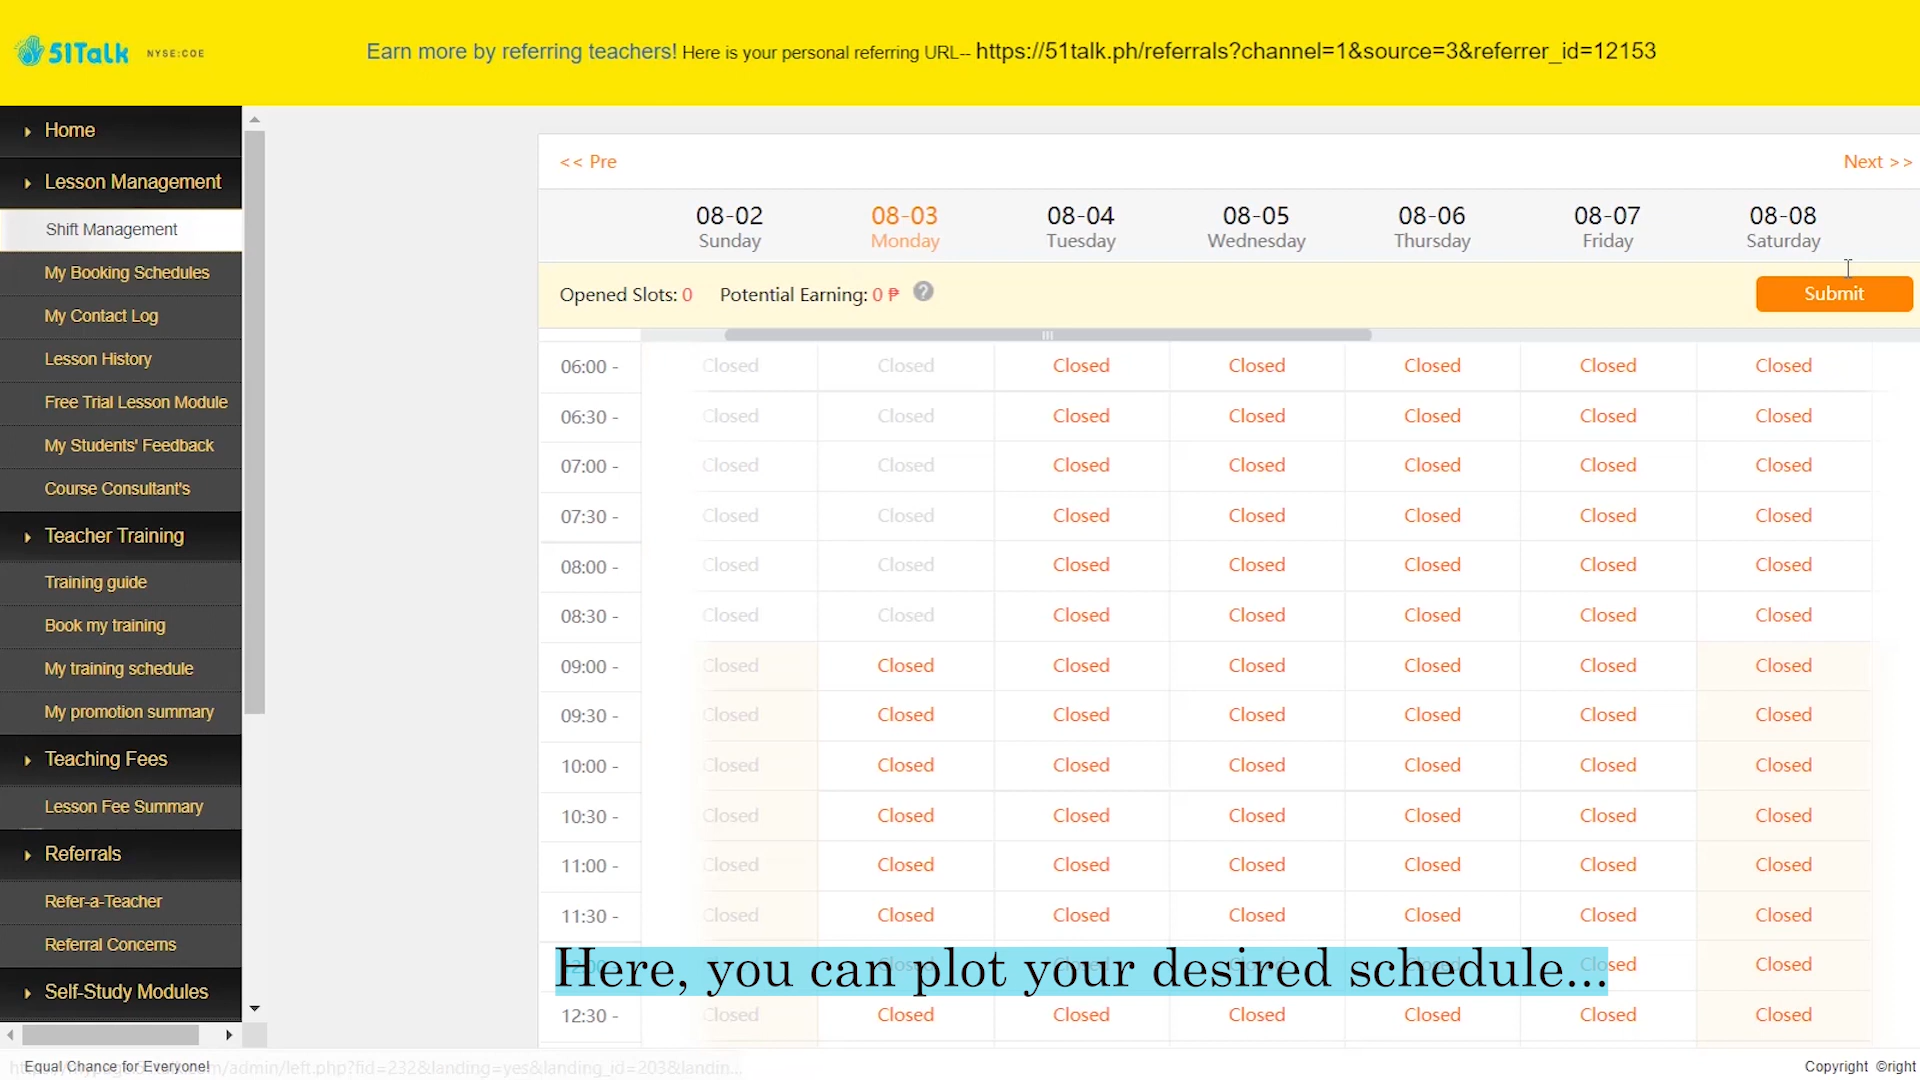 51Talk NYSE:COE
Earn more by referring teachers! Here is your personal referring URL-- https://51talk.ph/referrals?channel=1&source=3&referrer_id=12153
Home
Lesson Management
Shift Management
My Booking Schedules
My Contact Log
Lesson History
Free Trial Lesson Module
My Students' Feedback
Course Consultant's
Teacher Training
Training guide
Book my training
My training schedule
My promotion summary
Teaching Fees
Lesson Fee Summary
Referrals
Refer-a-Teacher
Referral Concerns
Self-Study Modules
<< Pre Next >>
08-02 08-03 08-04 08-05 08-06 08-07 08-08
Sunday Monday Tuesday Wednesday Thursday Friday Saturday
Opened Slots: 0 Potential Earning: 0 ₱ ? Submit
06:00 - Closed Closed Closed Closed Closed Closed Closed
06:30 - Closed Closed Closed Closed Closed Closed Closed
07:00 - Closed Closed Closed Closed Closed Closed Closed
07:30 - Closed Closed Closed Closed Closed Closed Closed
08:00 - Closed Closed Closed Closed Closed Closed Closed
08:30 - Closed Closed Closed Closed Closed Closed Closed
09:00 - Closed Closed Closed Closed Closed Closed Closed
09:30 - Closed Closed Closed Closed Closed Closed Closed
10:00 - Closed Closed Closed Closed Closed Closed Closed
10:30 - Closed Closed Closed Closed Closed Closed Closed
11:00 - Closed Closed Closed Closed Closed Closed Closed
11:30 - Closed Closed Closed Closed Closed Closed Closed
Here, you can plot your desired schedule...
Closed
12:30 - Closed Closed Closed Closed Closed Closed Closed
Equal Chance for Everyone!
Copyright ©right